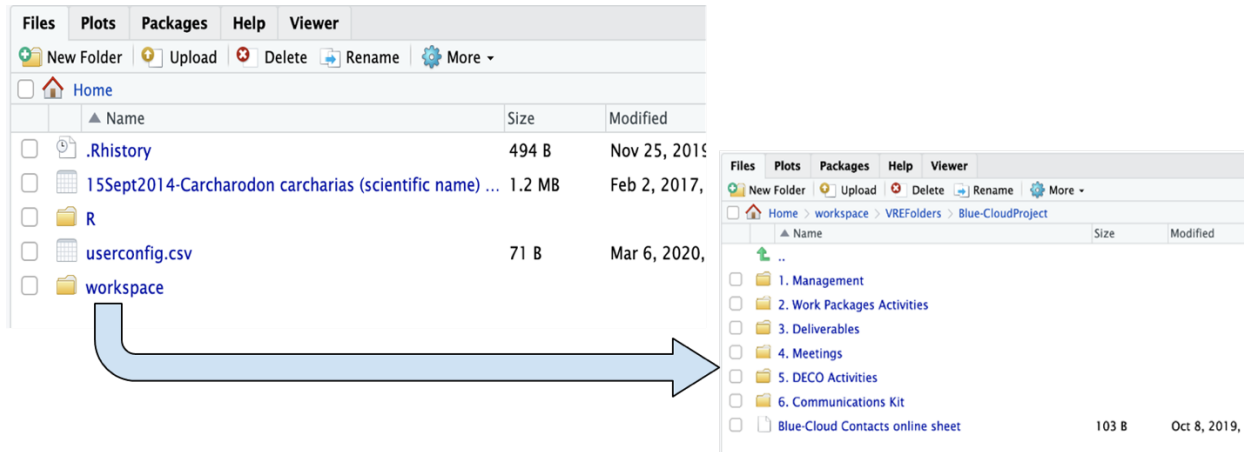 Files Plots Packages Help Viewer
New Folder Upload Delete Rename More
Home
Name Size Modified
.Rhistory 494 B Nov 25, 2019
15Sept2014-Carcharodon carcharias (scientific name) ... 1.2 MB Feb 2, 2017,
R
userconfig.csv 71 B Mar 6, 2020,
workspace
Files Plots Packages Help Viewer
New Folder Upload Delete Rename More
Home > workspace > VREFolders > Blue-CloudProject
Name Size Modified
..
1. Management
2. Work Packages Activities
3. Deliverables
4. Meetings
5. DECO Activities
6. Communications Kit
Blue-Cloud Contacts online sheet 103 B Oct 8, 2019,